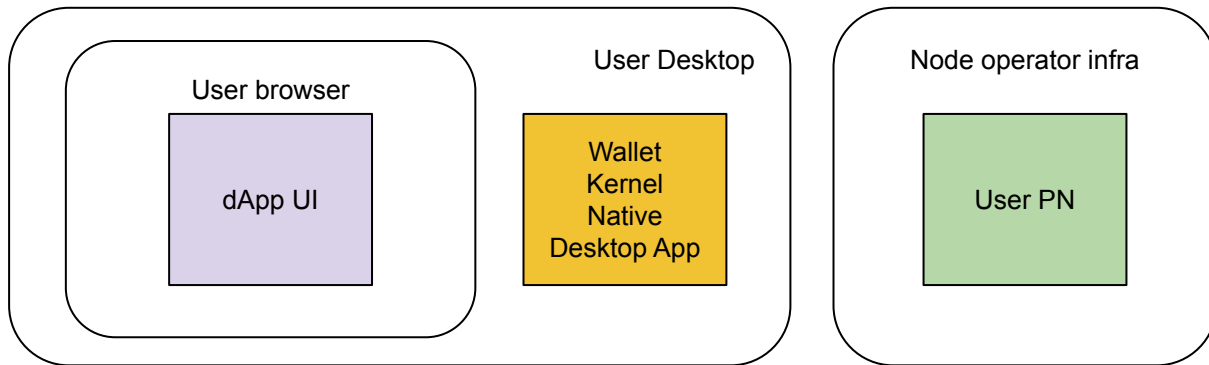 User Desktop
Node operator infra
User browser
dApp UI
Wallet
Kernel
Native
Desktop App
User PN